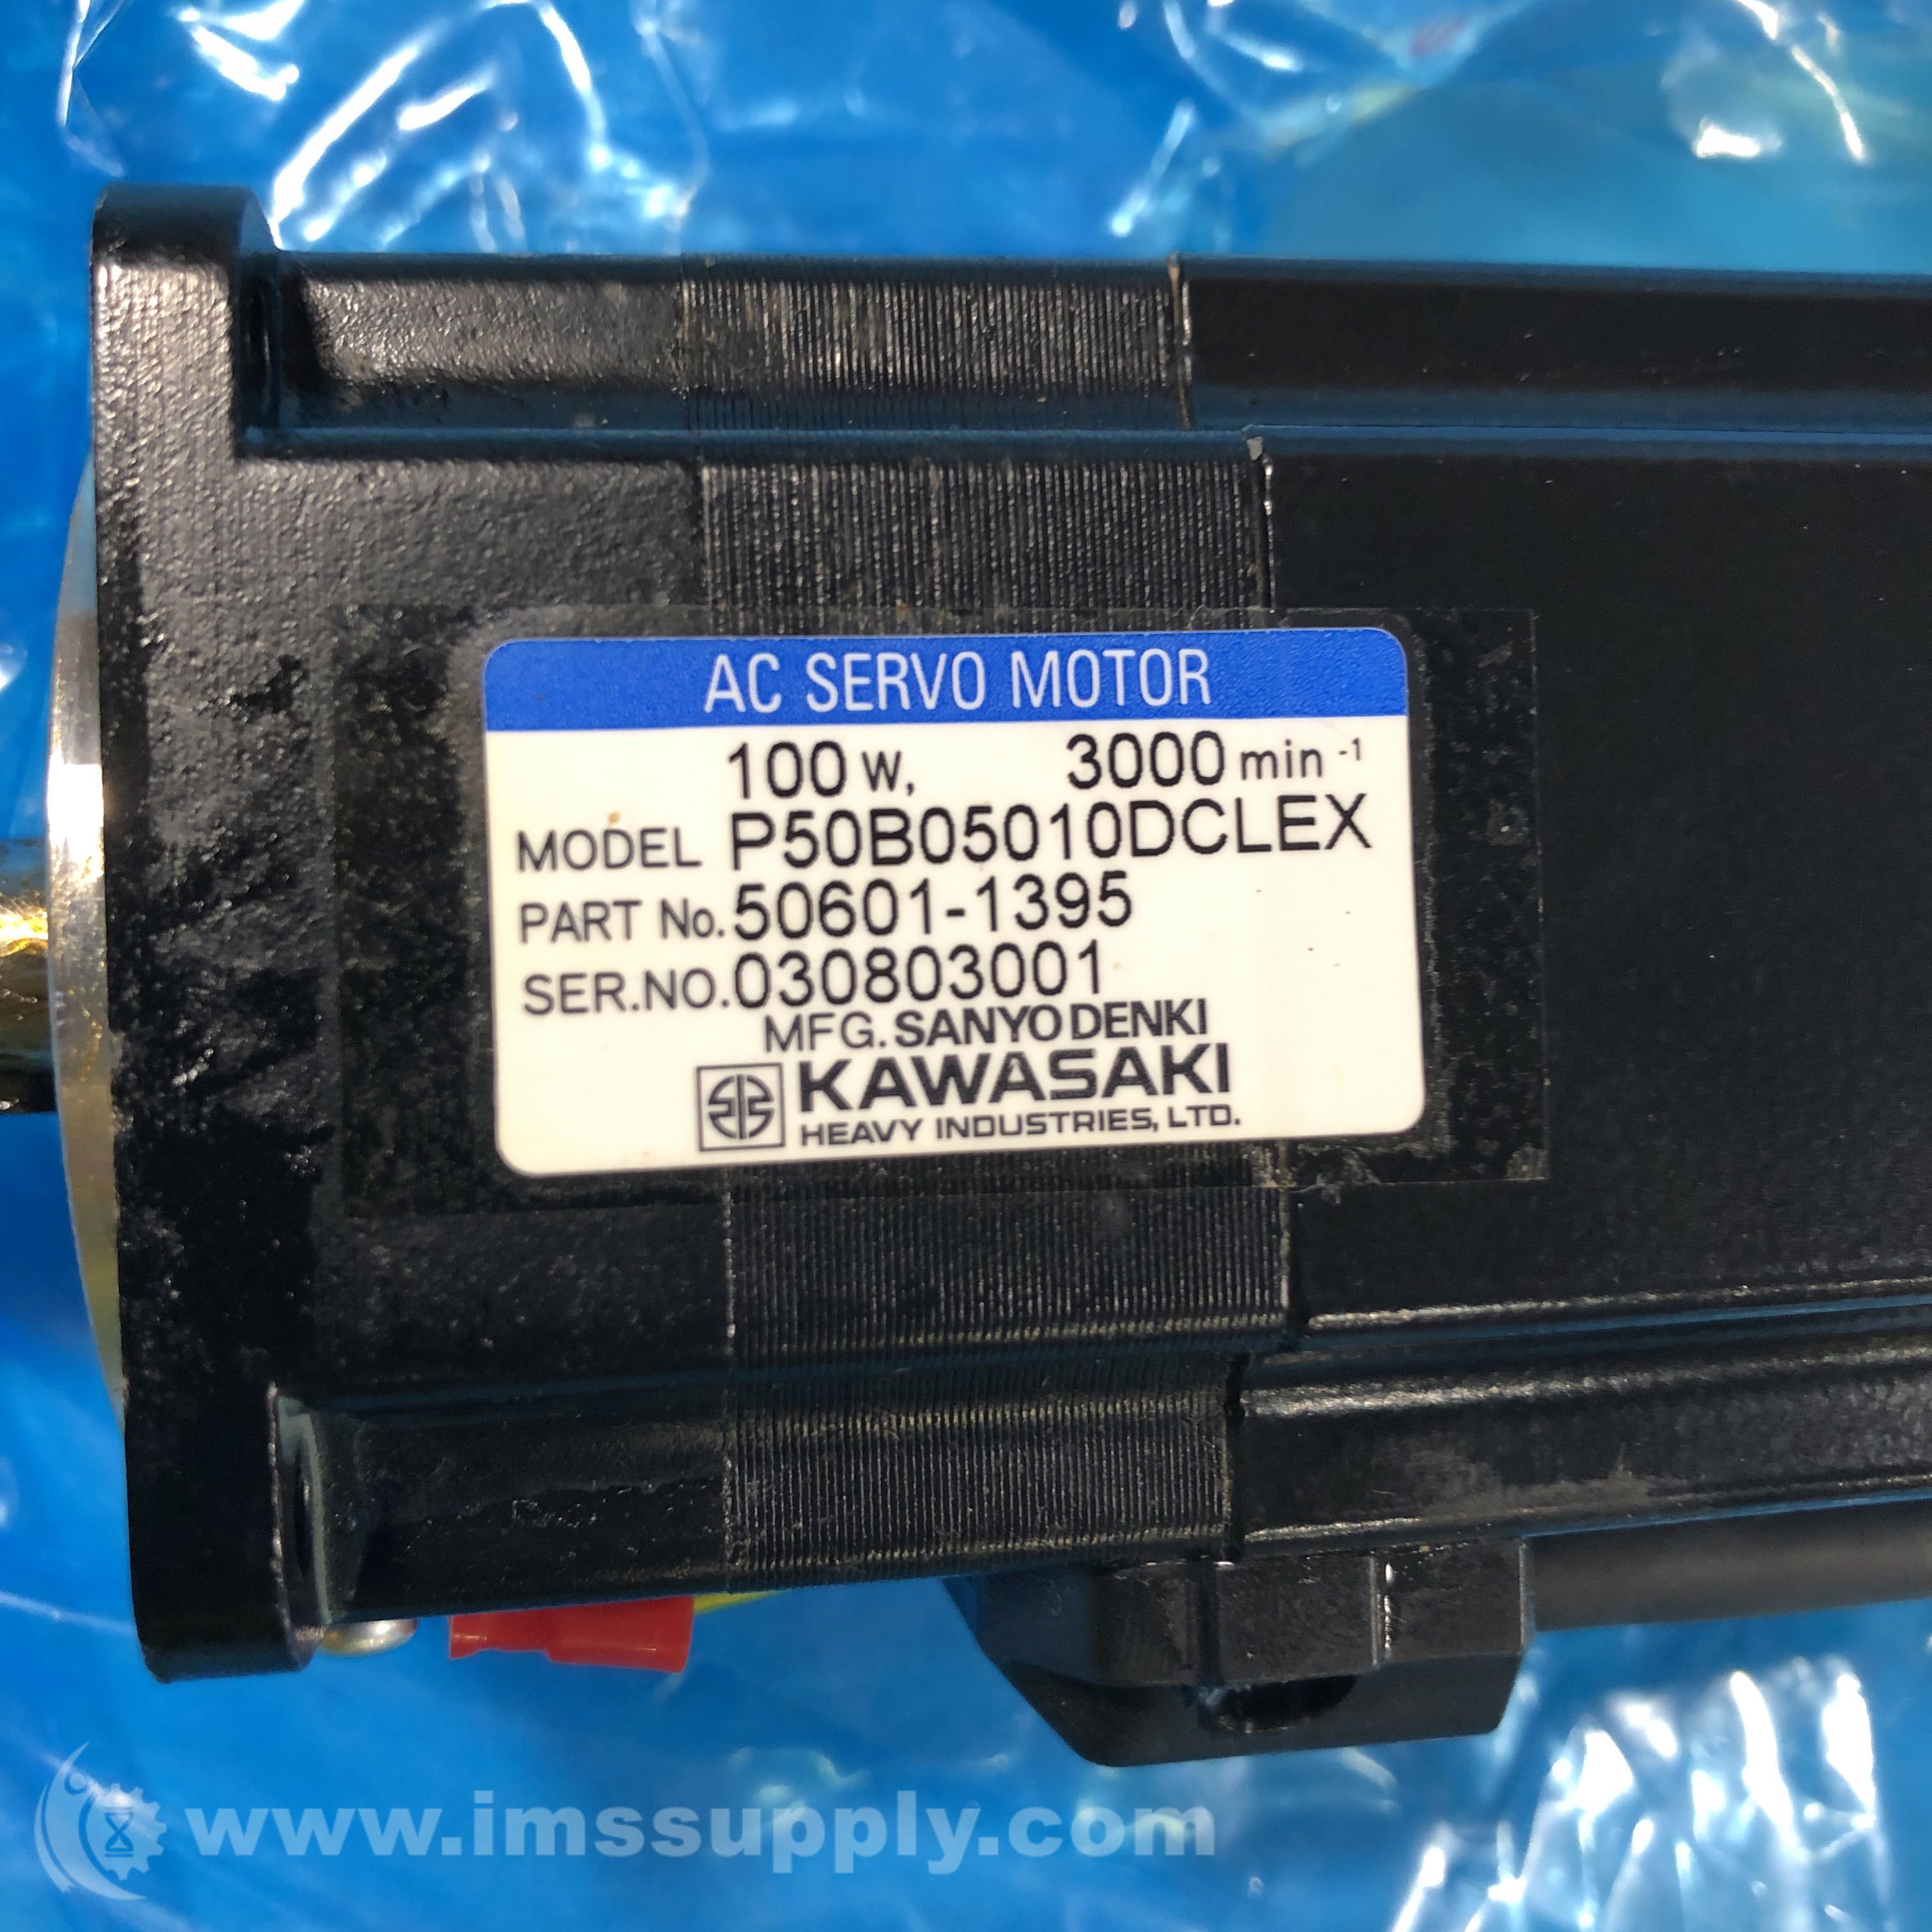 AC SERVO MOTOR
100 W, 3000 min -1
MODEL P50B05010DCLEX
PART No. 50601-1395
SER.NO. 030803001
MFG. SANYO DENKI
KAWASAKI
HEAVY INDUSTRIES, LTD.
www.imssupply.com